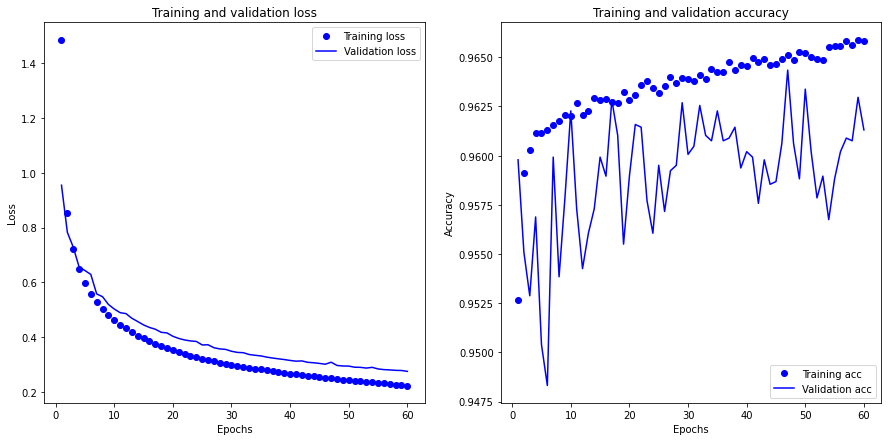 Training and validation loss
Training loss
Validation loss
1.4
1.2
1.0
0.8
0.6
0.4
0.2
Loss
0 10 20 30 40 50 60
Epochs
Training and validation accuracy
0.9650
0.9625
0.9600
0.9575
0.9550
0.9525
0.9500
0.9475
Accuracy
Training acc
Validation acc
0 10 20 30 40 50 60
Epochs